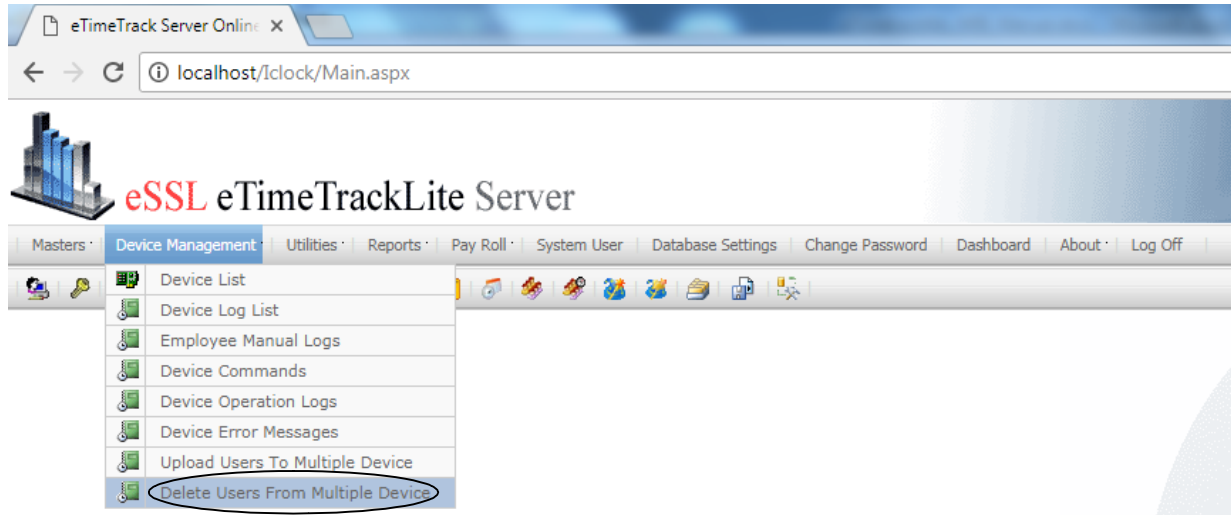 eTimeTrack Server Online
localhost/Iclock/Main.aspx
eSSL eTimeTrackLite Server
Masters Device Management Utilities Reports Pay Roll System User Database Settings Change Password Dashboard About Log Off
Device List
Device Log List
Employee Manual Logs
Device Commands
Device Operation Logs
Device Error Messages
Upload Users To Multiple Device
Delete Users From Multiple Device